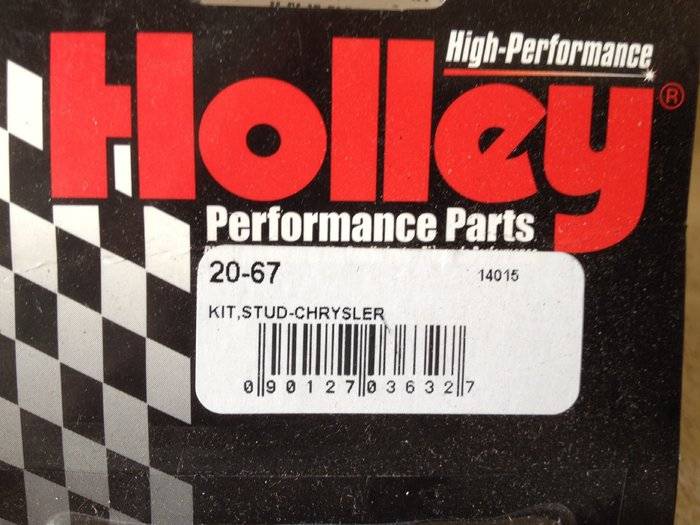 High-Performance
Holley®
Performance Parts
20-67 14015
KIT,STUD-CHRYSLER
0 90127 03632 7